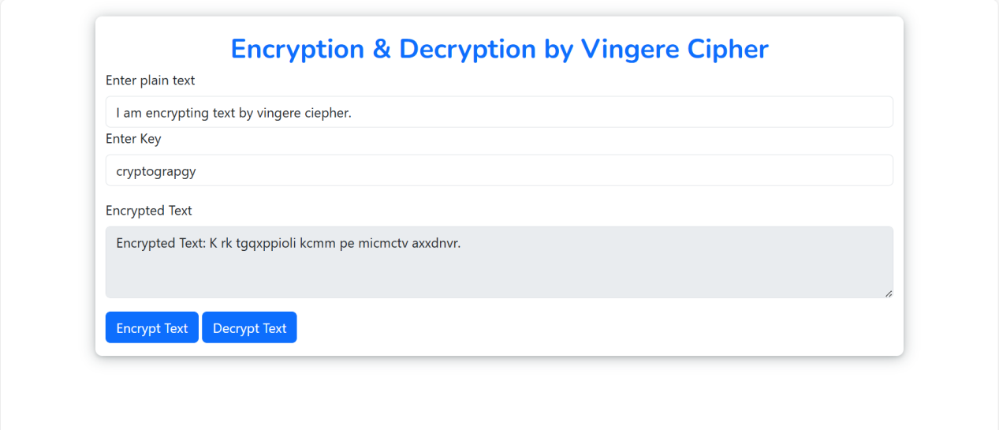 Encryption & Decryption by Vingere Cipher
Enter plain text
I am encrypting text by vingere ciepher.
Enter Key
cryptograpgy
Encrypted Text
Encrypted Text: K rk tgqxppioli kcmm pe micmctv axxdnvr.
Encrypt Text Decrypt Text